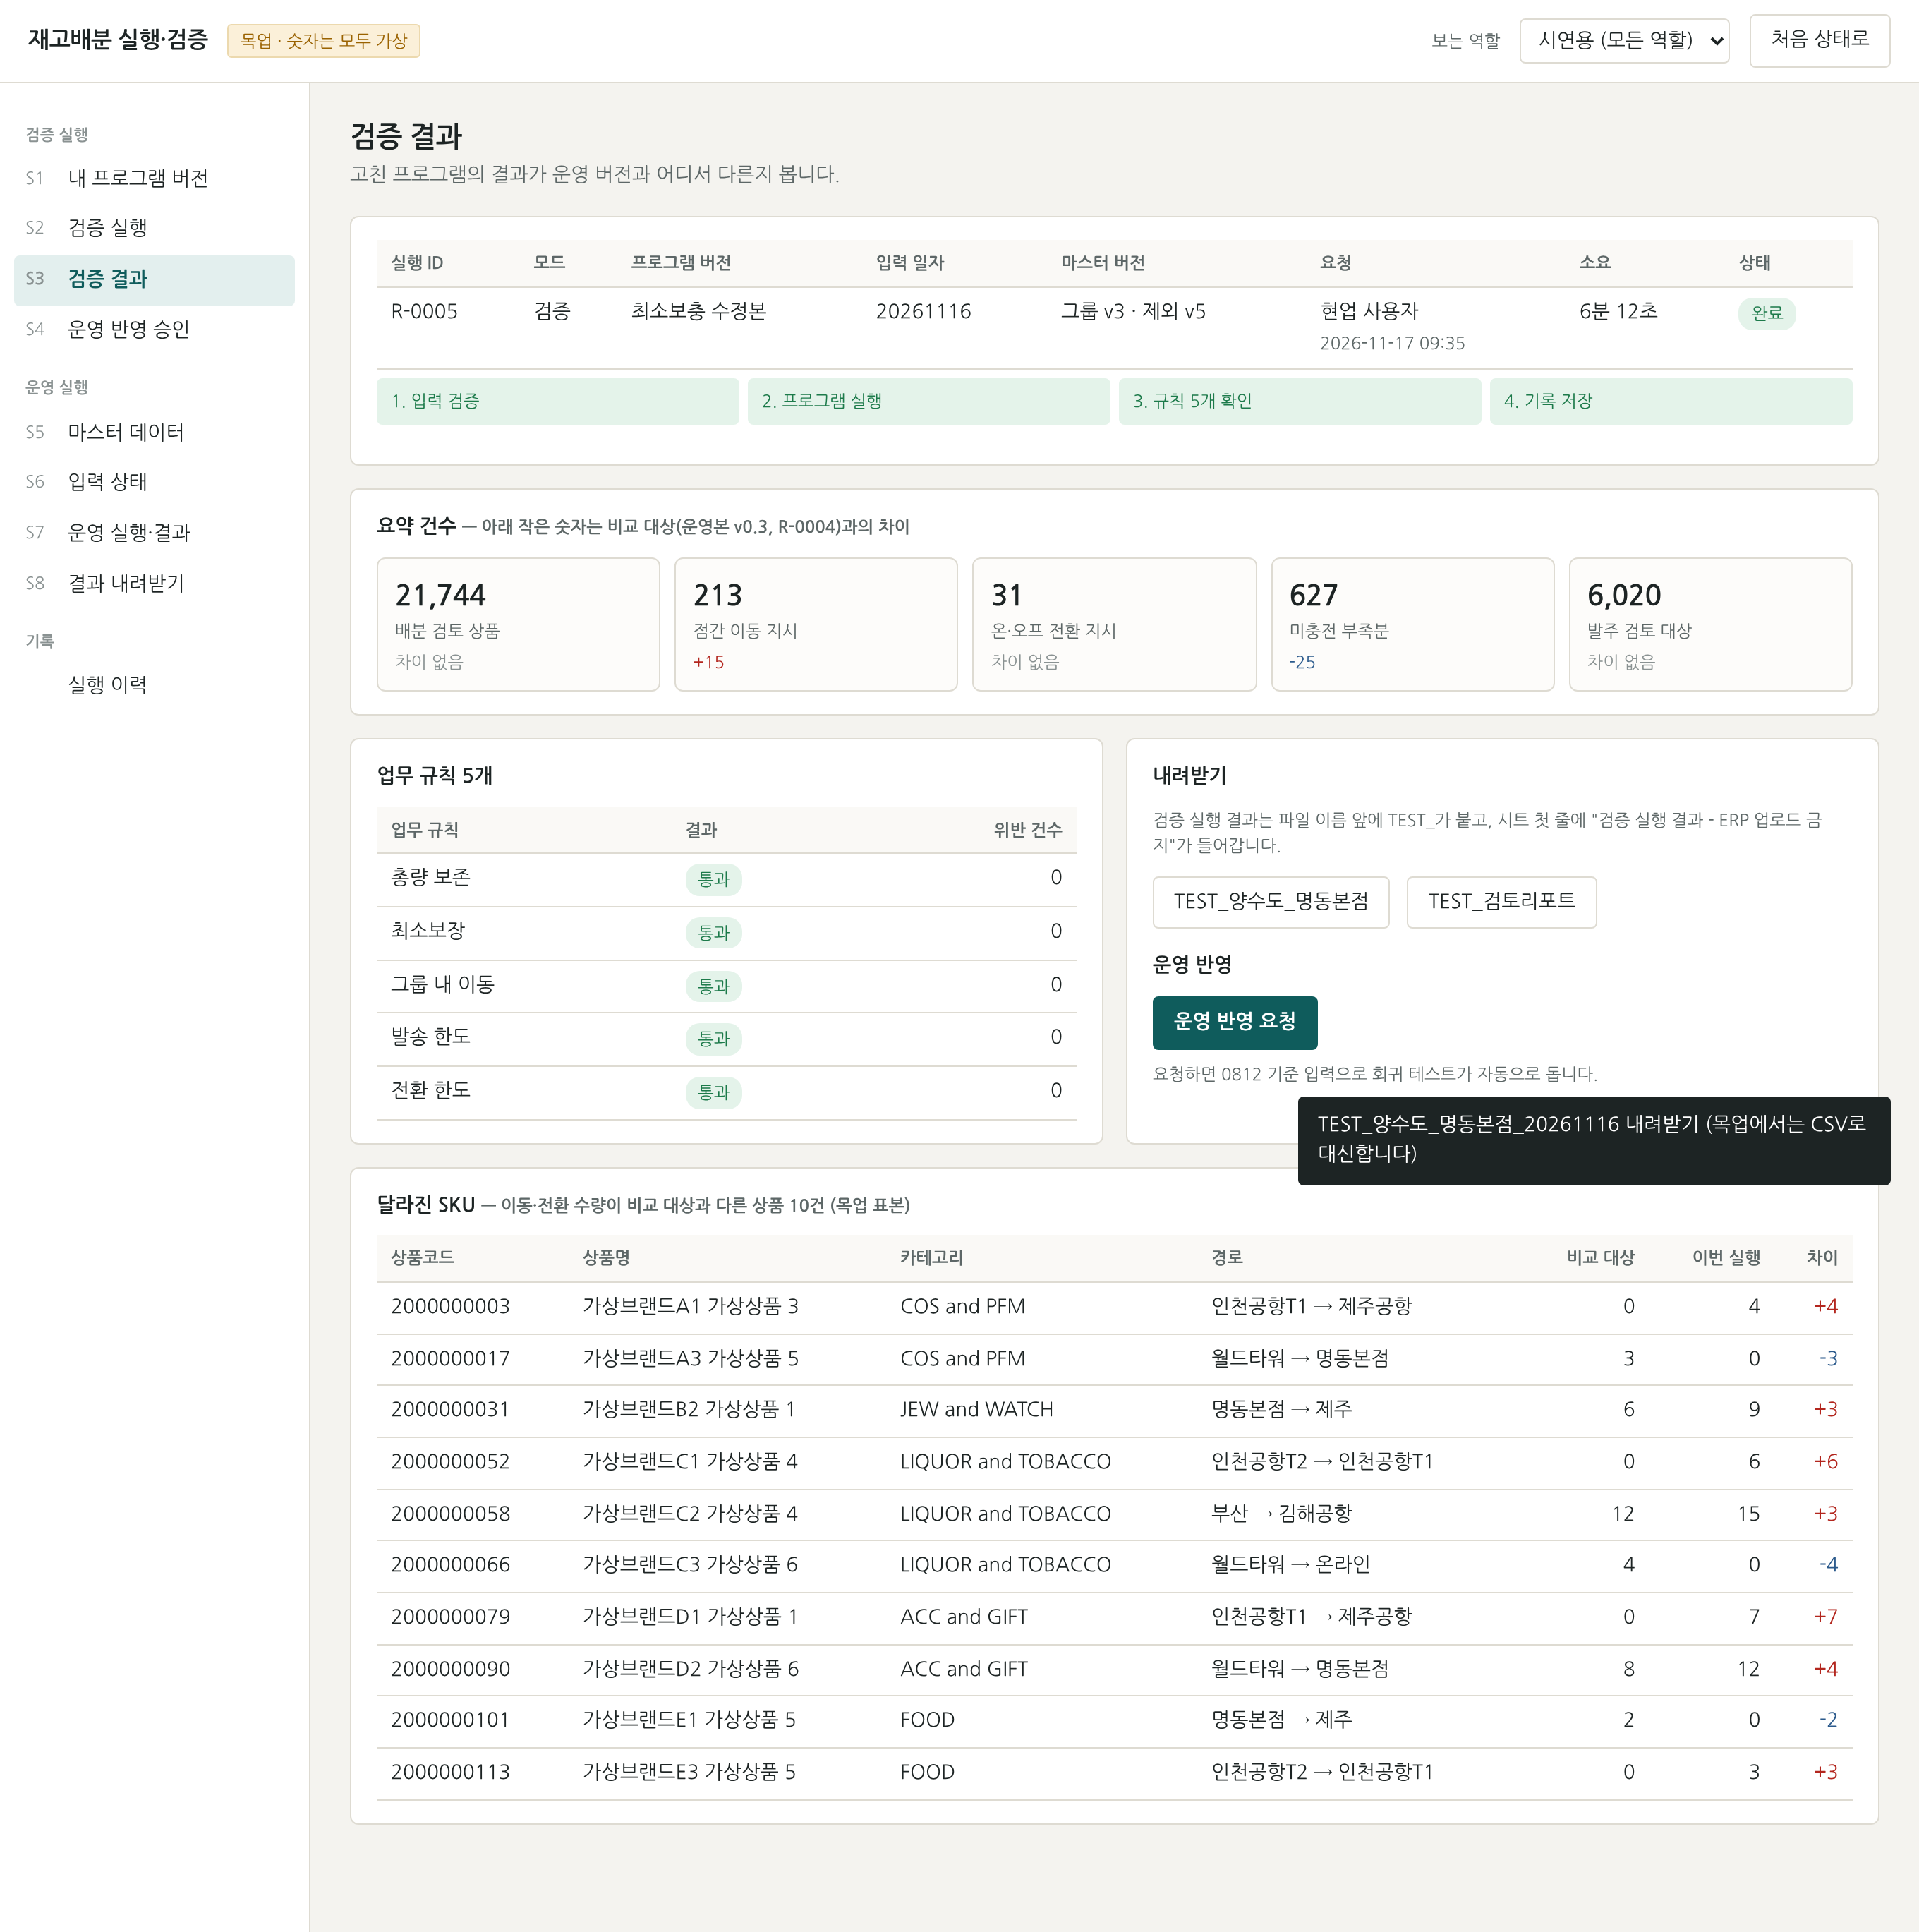 재고배분 실행·검증 목업 · 숫자는 모두 가상 보는 역할 시연용 (모든 역할) 처음 상태로
검증 실행
S1 내 프로그램 버전
S2 검증 실행
S3 검증 결과
S4 운영 반영 승인
운영 실행
S5 마스터 데이터
S6 입력 상태
S7 운영 실행·결과
S8 결과 내려받기
기록
실행 이력
검증 결과
고친 프로그램의 결과가 운영 버전과 어디서 다른지 봅니다.
실행 ID 모드 프로그램 버전 입력 일자 마스터 버전 요청 소요 상태
R-0005 검증 최소보충 수정본 20261116 그룹 v3 · 제외 v5 현업 사용자 6분 12초 완료
2026-11-17 09:35
1. 입력 검증 2. 프로그램 실행 3. 규칙 5개 확인 4. 기록 저장
요약 건수 — 아래 작은 숫자는 비교 대상(운영본 v0.3, R-0004)과의 차이
21,744 213 31 627 6,020
배분 검토 상품 점간 이동 지시 온·오프 전환 지시 미충전 부족분 발주 검토 대상
차이 없음 +15 차이 없음 -25 차이 없음
업무 규칙 5개
업무 규칙 결과 위반 건수
총량 보존 통과 0
최소보장 통과 0
그룹 내 이동 통과 0
발송 한도 통과 0
전환 한도 통과 0
내려받기
검증 실행 결과는 파일 이름 앞에 TEST_가 붙고, 시트 첫 줄에 "검증 실행 결과 - ERP 업로드 금
지"가 들어갑니다.
TEST_양수도_명동본점 TEST_검토리포트
운영 반영
운영 반영 요청
요청하면 0812 기준 입력으로 회귀 테스트가 자동으로 돕니다.
TEST_양수도_명동본점_20261116 내려받기 (목업에서는 CSV로
대신합니다)
달라진 SKU — 이동·전환 수량이 비교 대상과 다른 상품 10건 (목업 표본)
상품코드 상품명 카테고리 경로 비교 대상 이번 실행 차이
2000000003 가상브랜드A1 가상상품 3 COS and PFM 인천공항T1 → 제주공항 0 4 +4
2000000017 가상브랜드A3 가상상품 5 COS and PFM 월드타워 → 명동본점 3 0 -3
2000000031 가상브랜드B2 가상상품 1 JEW and WATCH 명동본점 → 제주 6 9 +3
2000000052 가상브랜드C1 가상상품 4 LIQUOR and TOBACCO 인천공항T2 → 인천공항T1 0 6 +6
2000000058 가상브랜드C2 가상상품 4 LIQUOR and TOBACCO 부산 → 김해공항 12 15 +3
2000000066 가상브랜드C3 가상상품 6 LIQUOR and TOBACCO 월드타워 → 온라인 4 0 -4
2000000079 가상브랜드D1 가상상품 1 ACC and GIFT 인천공항T1 → 제주공항 0 7 +7
2000000090 가상브랜드D2 가상상품 6 ACC and GIFT 월드타워 → 명동본점 8 12 +4
2000000101 가상브랜드E1 가상상품 5 FOOD 명동본점 → 제주 2 0 -2
2000000113 가상브랜드E3 가상상품 5 FOOD 인천공항T2 → 인천공항T1 0 3 +3